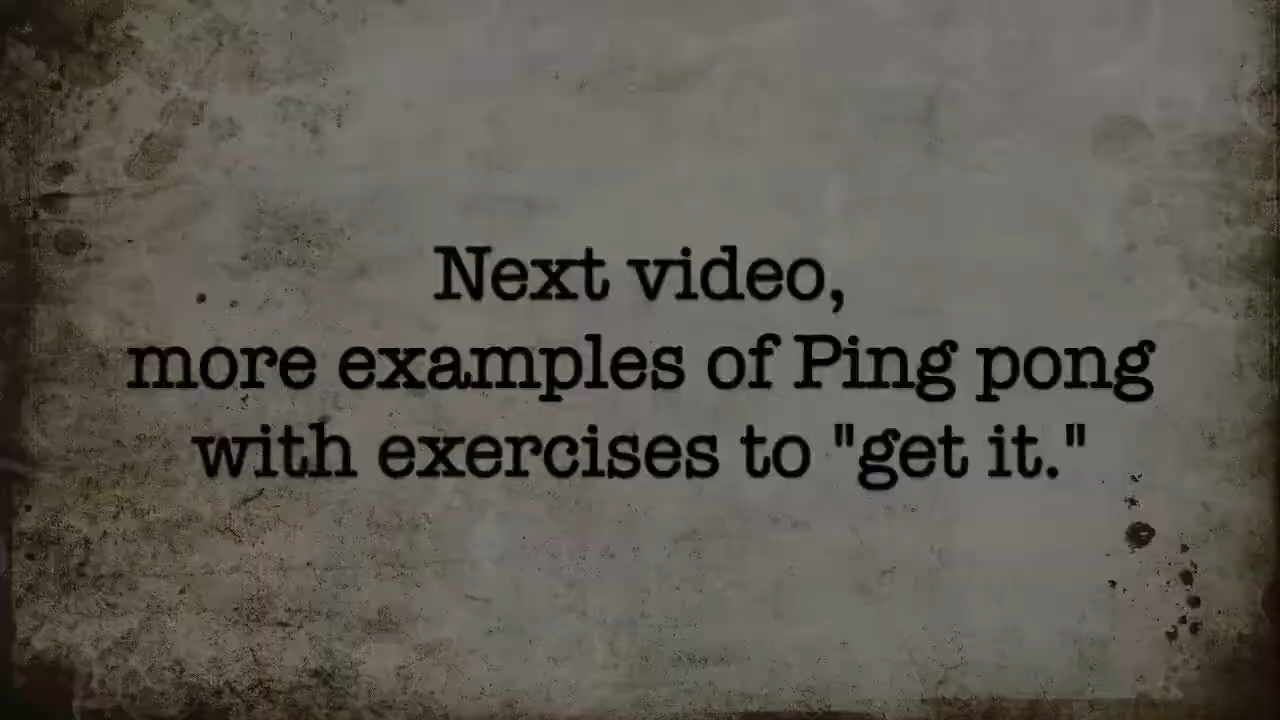 Next video,
more examples of Ping pong
with exercises to "get it."